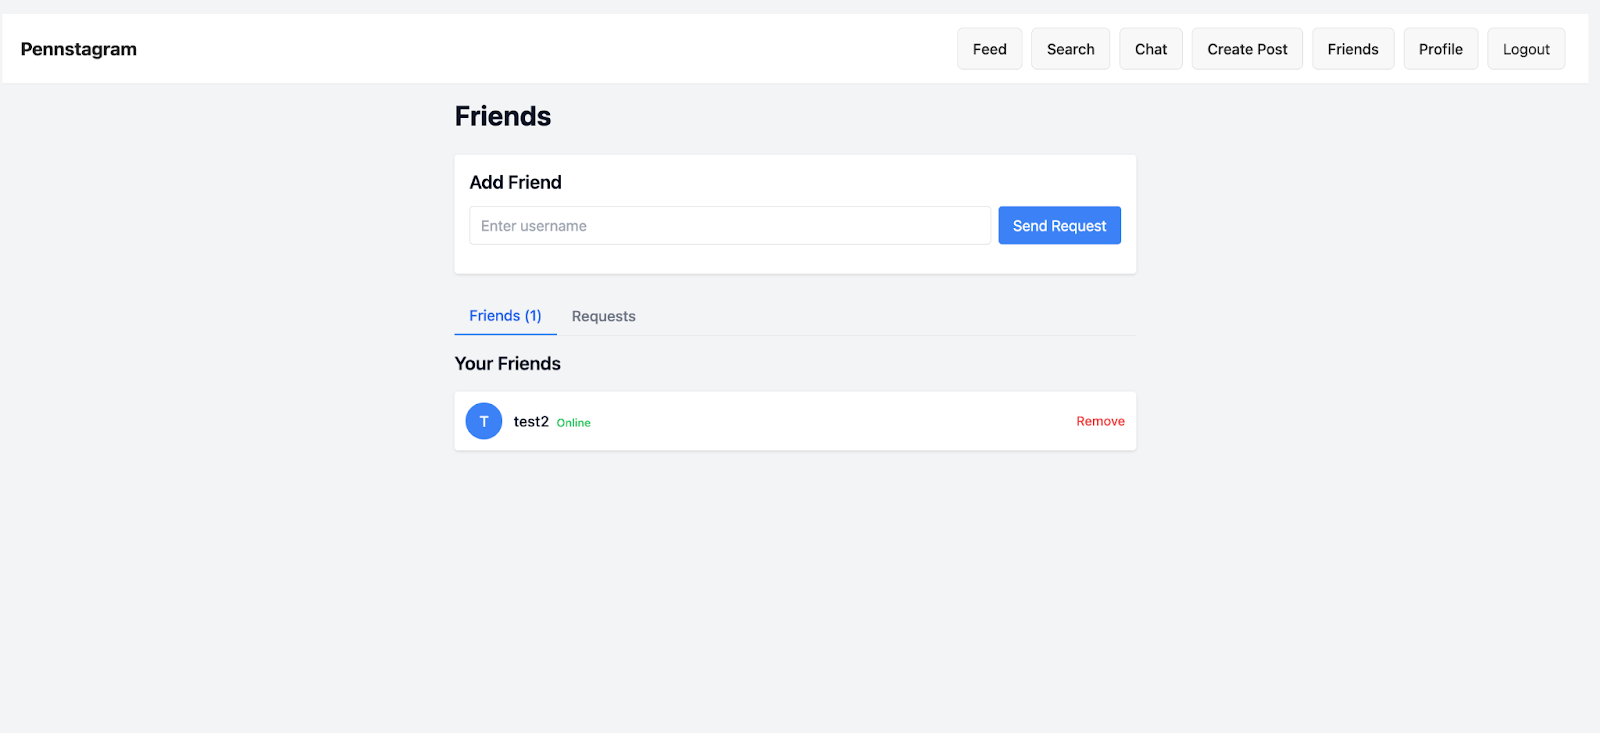 Pennstagram Feed Search Chat Create Post Friends Profile Logout
Friends
Add Friend
Enter username Send Request
Friends (1) Requests
Your Friends
T test2 Online Remove